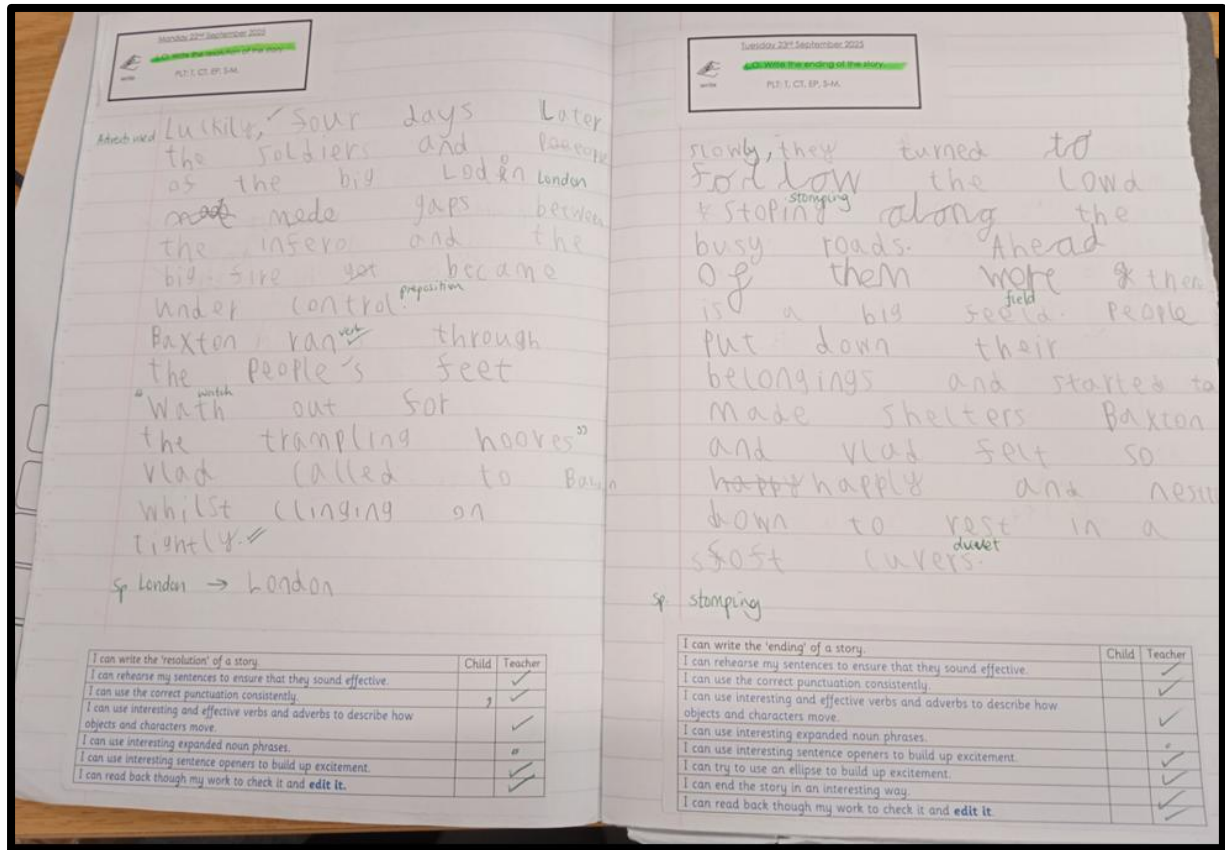 Monday 22nd September 2025
L.O: Write the resolution of the story
write
PLT: T, CT, EP, S-M,
Adverb used
Luckily, sour days Later
the soldiers and
os the big Lodën London
made gaps between
the infero and the
big sire got became
under control. preposition
Baxton ran verb through
the people's feet
watch
"Wath out sor
the trampling hooves"
vlad called to
whilst clinging on
tightly.
Sp London → London
I can write the 'resolution' of a story. Child Teacher
I can rehearse my sentences to ensure that they sound effective.
I can use the correct punctuation consistently. ,
I can use interesting and effective verbs and adverbs to describe how
objects and characters move.
I can use interesting expanded noun phrases.
I can use interesting sentence openers to build up excitement.
I can read back though my work to check it and edit it.
Tuesday 23rd September 2025
L.O: Write the ending of the story
write
PLT: T, CT, EP, S-M,
slowly, they turned to
follow the lowd
stomping
stoping along the
busy roads. Ahead
of them were then
field
is a big seeld. people
put down their
belongings and started to
made shelters Baxton
and vlad felt so
happy happly and
down to rest in a
duvet
soft cuvers.
Sp. stomping
I can write the 'ending' of a story. Child Teacher
I can rehearse my sentences to ensure that they sound effective.
I can use the correct punctuation consistently.
I can use interesting and effective verbs and adverbs to describe how
objects and characters move.
I can use interesting expanded noun phrases.
I can use interesting sentence openers to build up excitement.
I can try to use an ellipse to build up excitement.
I can end the story in an interesting way.
I can read back though my work to check it and edit it.